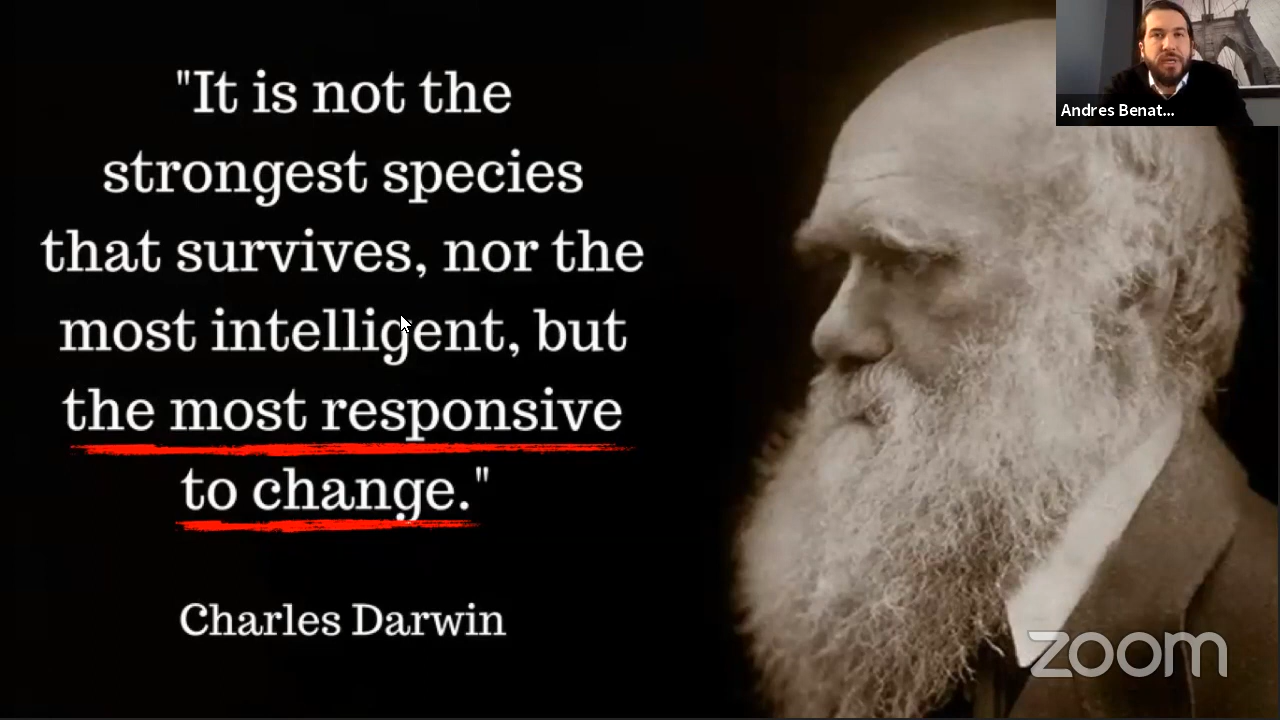 "It is not the
strongest species
that survives, nor the
most intelligent, but
the most responsive
to change."
Charles Darwin
Andres Benat...
zoom